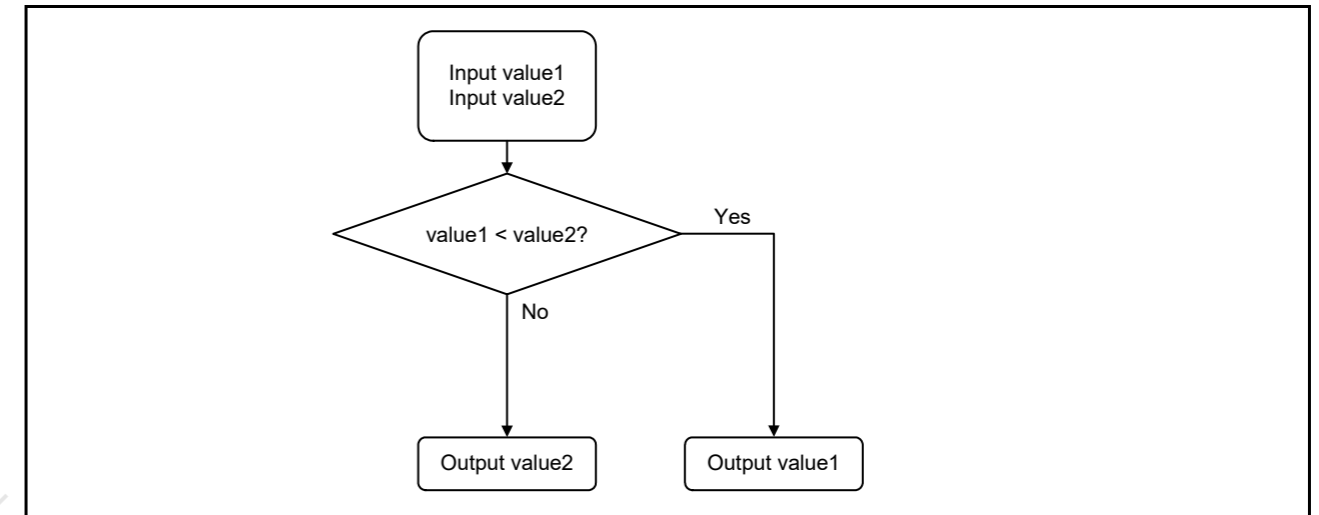 Input value1
Input value2
value1 < value2?
Yes
No
Output value2
Output value1